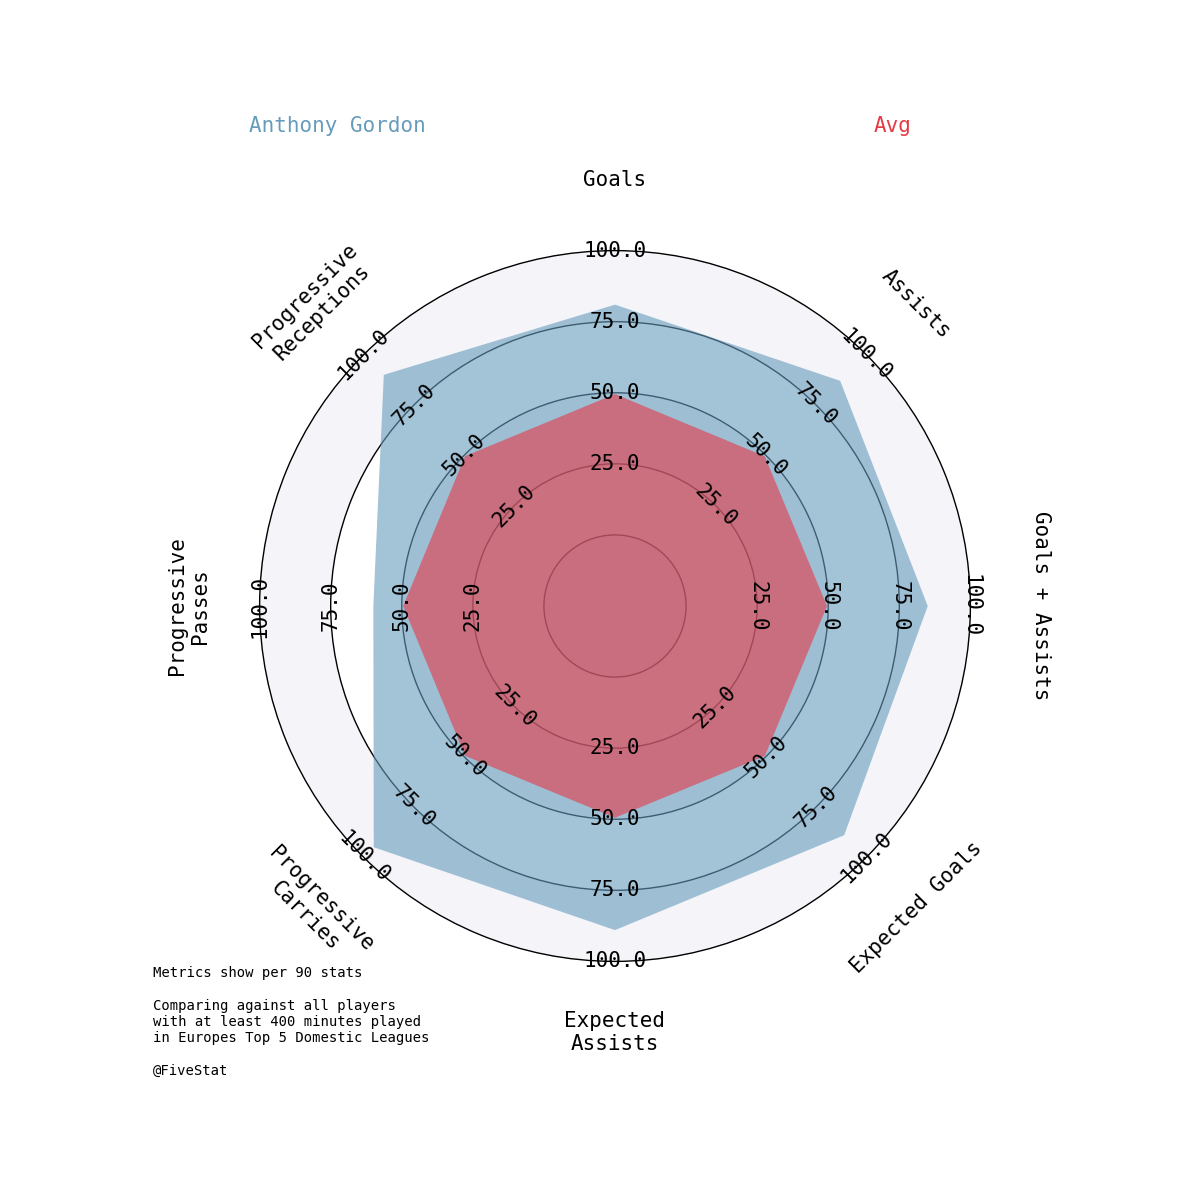 Anthony Gordon
Avg
Goals
Assists
Goals + Assists
Expected Goals
Expected
Assists
Progressive
Carries
Progressive
Passes
Progressive
Receptions
25.0
50.0
75.0
100.0
25.0
50.0
75.0
100.0
25.0
50.0
75.0
100.0
25.0
50.0
75.0
100.0
25.0
50.0
75.0
100.0
25.0
50.0
75.0
100.0
25.0
50.0
75.0
100.0
25.0
50.0
75.0
100.0
Metrics show per 90 stats
Comparing against all players
with at least 400 minutes played
in Europes Top 5 Domestic Leagues
@FiveStat